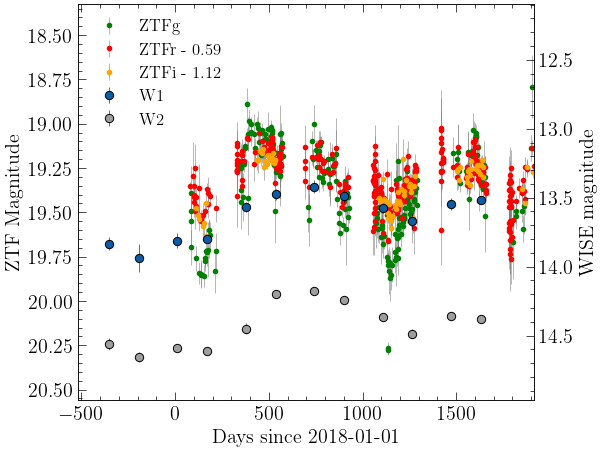 ZTFg
ZTFr - 0.59
ZTFi - 1.12
W1
W2
18.50
18.75
19.00
19.25
19.50
19.75
20.00
20.25
20.50
ZTF Magnitude
12.5
13.0
13.5
14.0
14.5
WISE magnitude
−500 0 500 1000 1500
Days since 2018-01-01